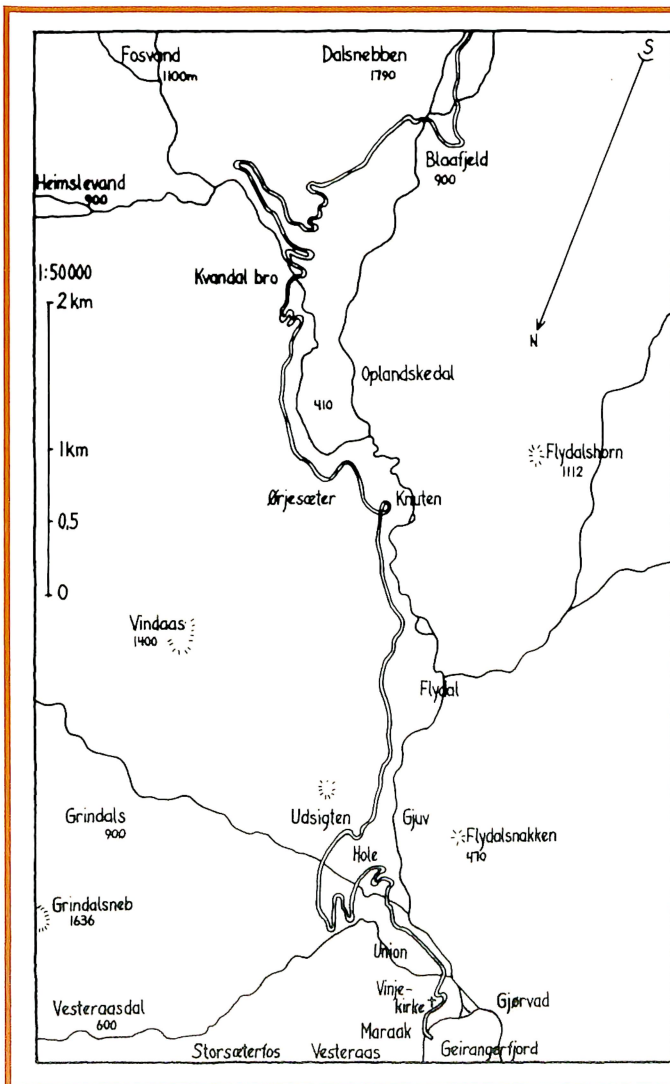 Fosvand
1100m
Dalsnebben
1790
S
Blaafjeld
900
Heimslevand
900
1:50000
Kvandal bro
2 km
N
Oplandskedal
410
1km
Flydalshorn
1112
Ørjesæter
Knuten
0,5
0
Vindaas
1400
Flydal
Udsigten
Grindals
900
Gjuv
Flydalsnakken
470
Hole
Grindalsneb
1636
Union
Vinje-
kirke
Gjørvad
Vesteraasdal
600
Maraak
Storsæterfos
Vesteraas
Geirangerfjord